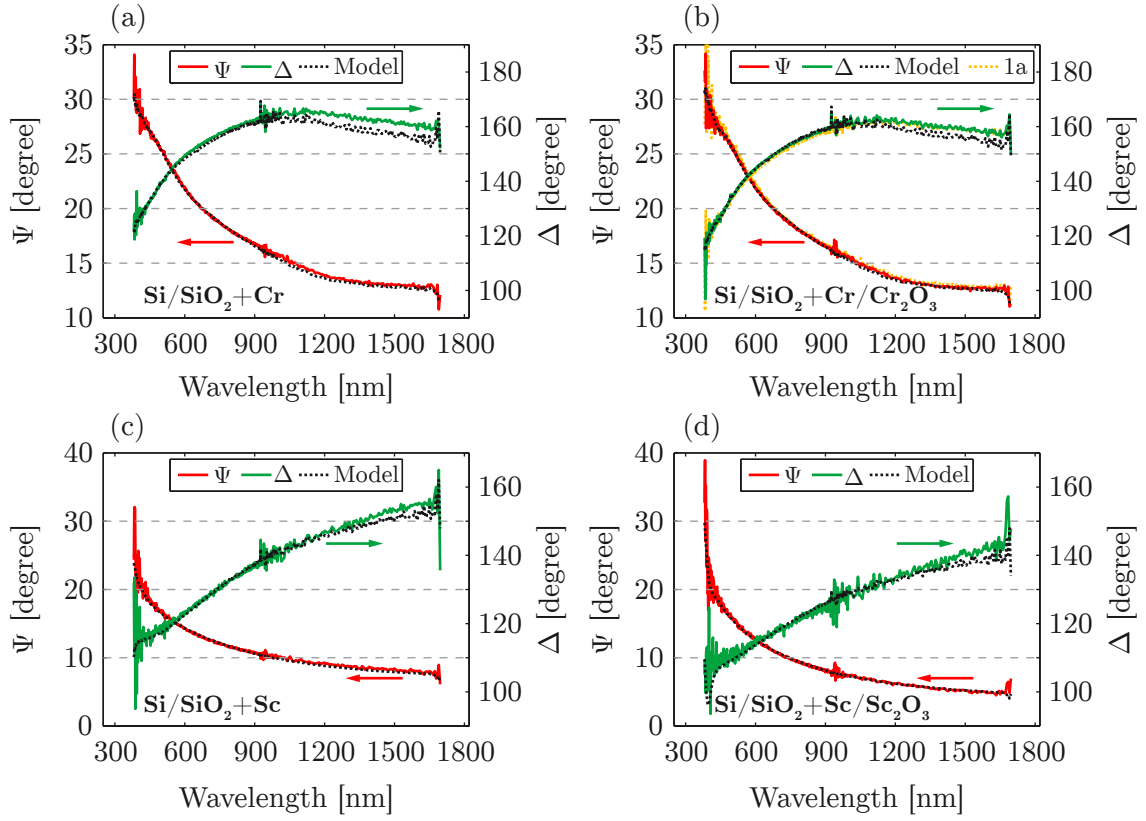 (a)
Ψ Δ Model
35
30
25
20
15
10
180
160
140
120
100
Ψ [degree]
Δ [degree]
Si/SiO₂+Cr
300 600 900 1200 1500 1800
Wavelength [nm]
(b)
Ψ Δ Model 1a
35
30
25
20
15
10
180
160
140
120
100
Ψ [degree]
Δ [degree]
Si/SiO₂+Cr/Cr₂O₃
300 600 900 1200 1500 1800
Wavelength [nm]
(c)
Ψ Δ Model
40
30
20
10
0
160
140
120
100
Ψ [degree]
Δ [degree]
Si/SiO₂+Sc
300 600 900 1200 1500 1800
Wavelength [nm]
(d)
Ψ Δ Model
40
30
20
10
0
160
140
120
100
Ψ [degree]
Δ [degree]
Si/SiO₂+Sc/Sc₂O₃
300 600 900 1200 1500 1800
Wavelength [nm]